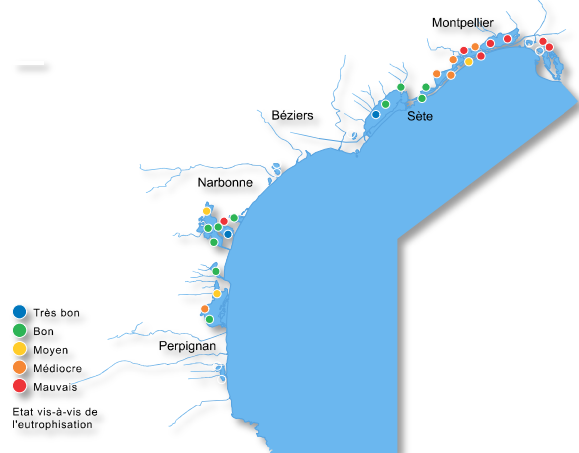 Montpellier
Béziers
Sète
Narbonne
Perpignan
Très bon
Bon
Moyen
Médiocre
Mauvais
Etat vis-à-vis de
l'eutrophisation